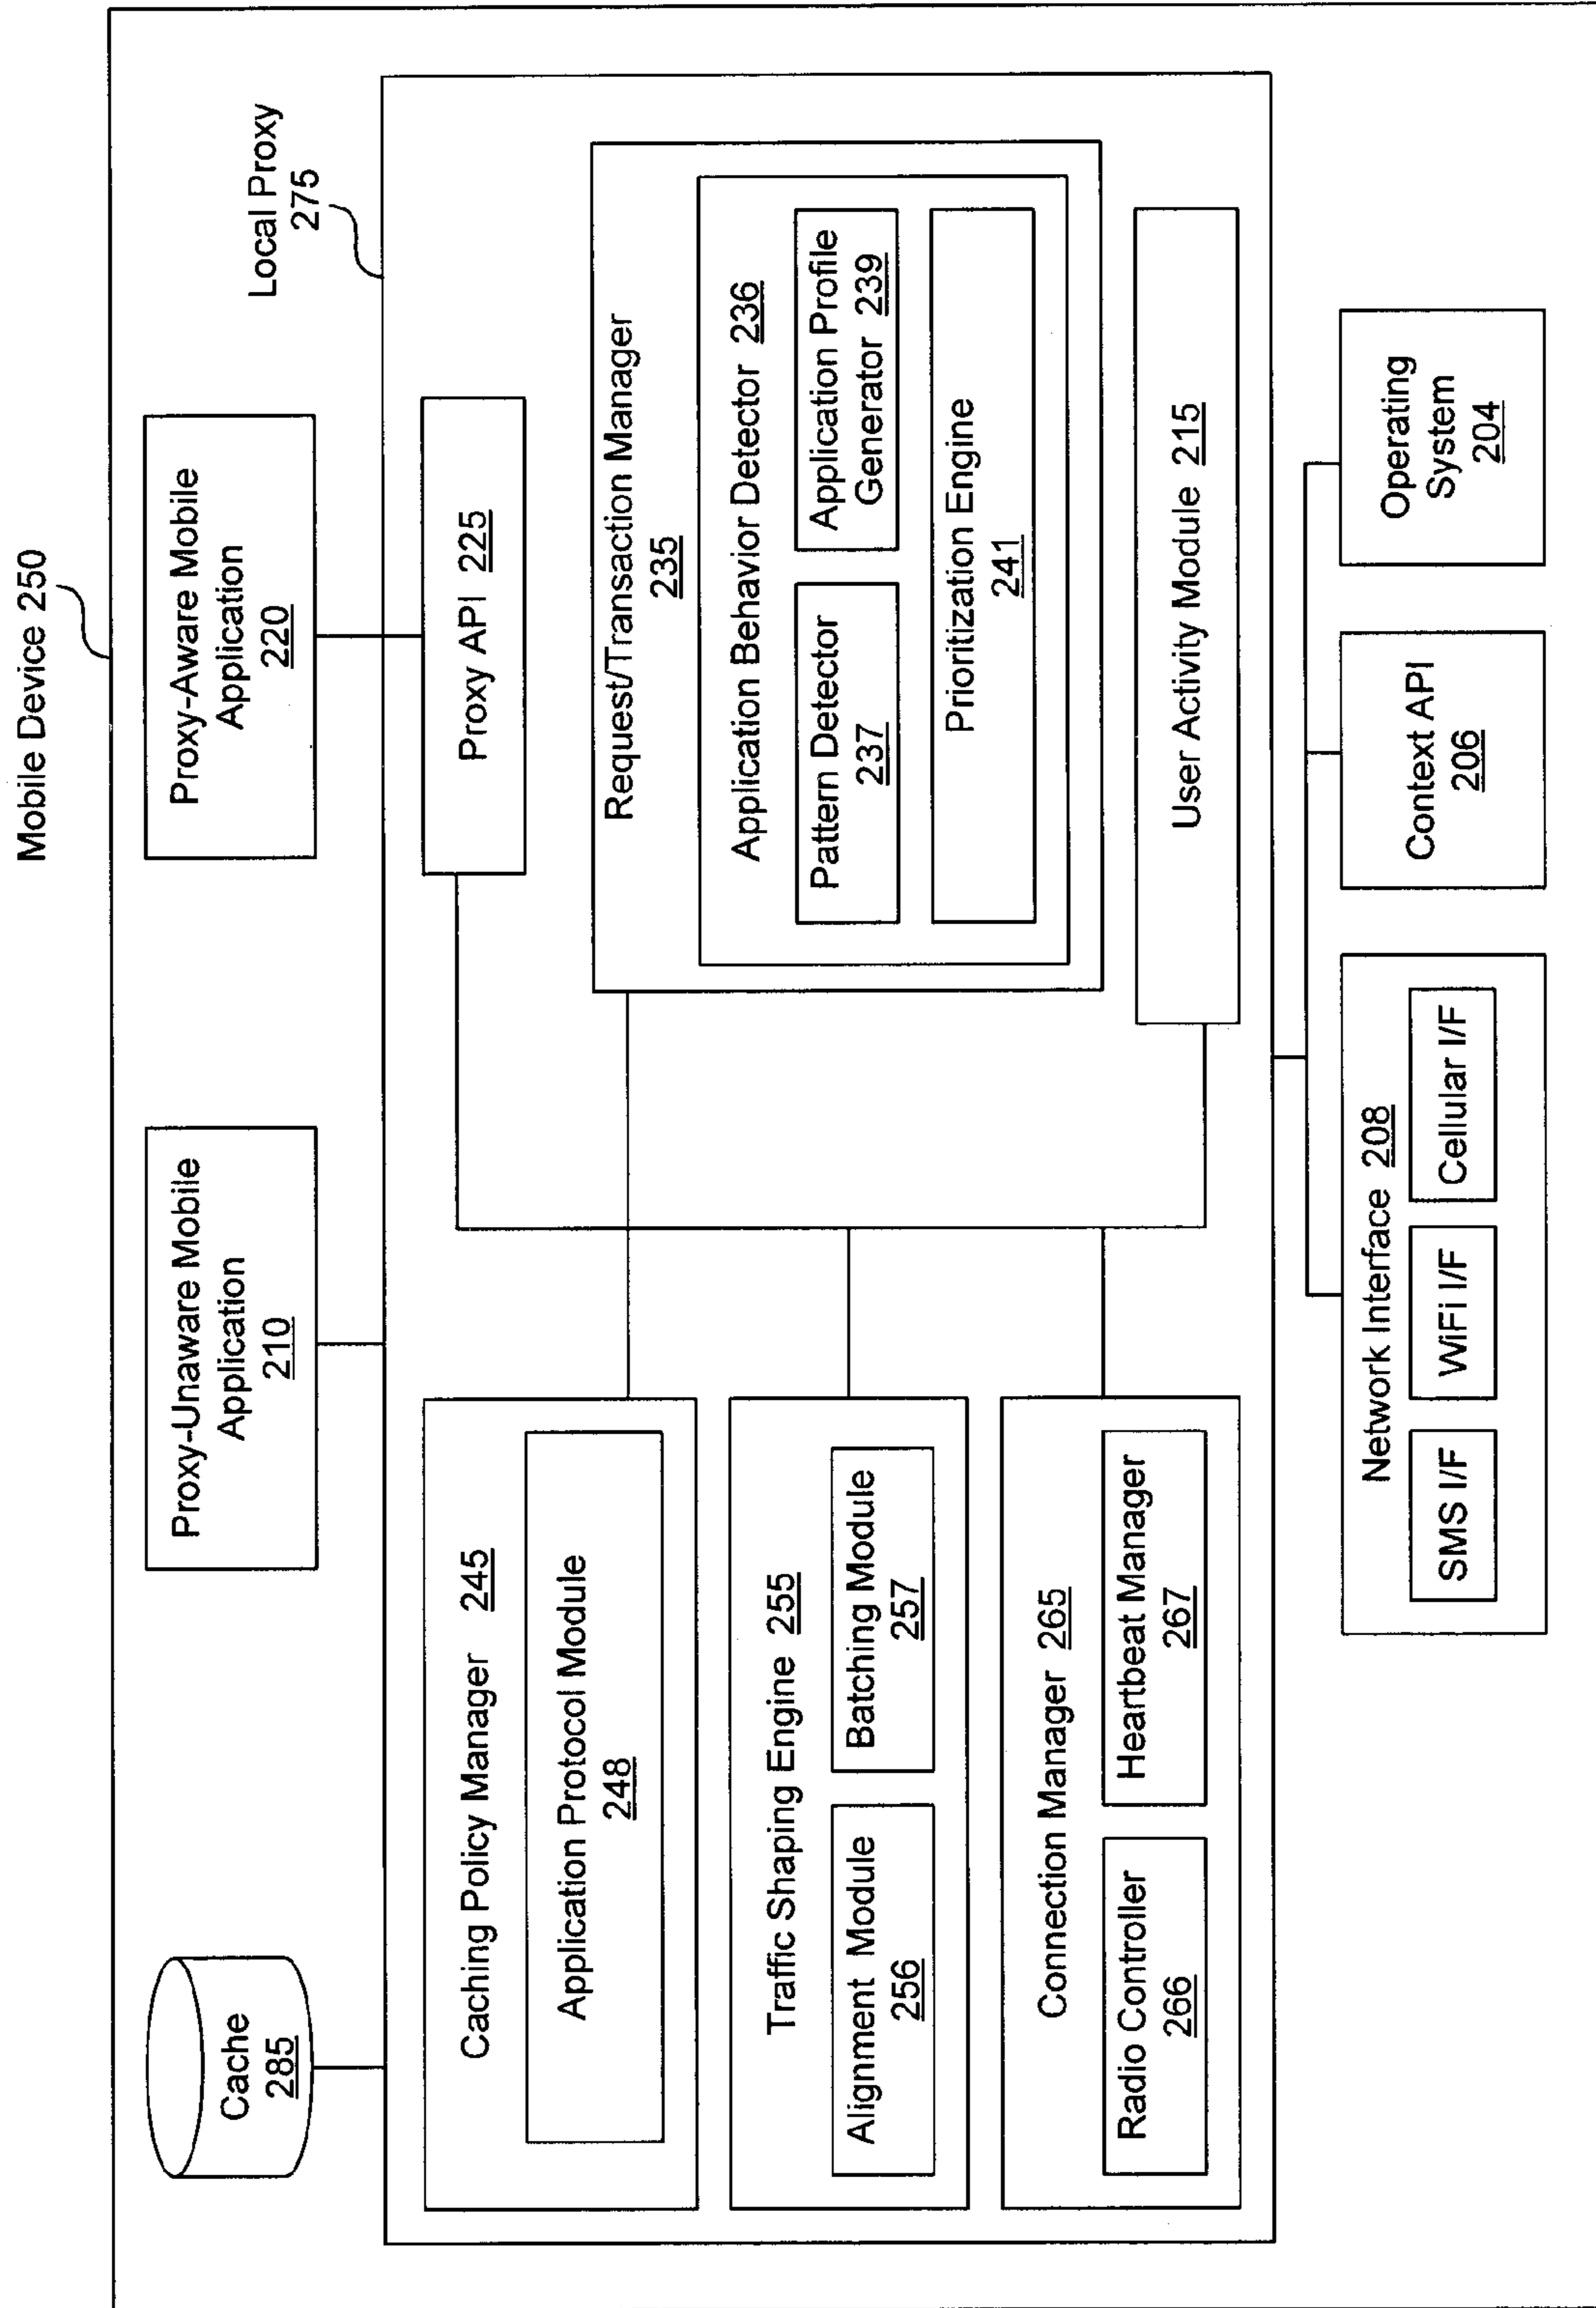 Mobile Device 250
Local Proxy
275
Cache
285
Proxy-Unaware Mobile
Application
210
Proxy-Aware Mobile
Application
220
Proxy API 225
Caching Policy Manager 245
Application Protocol Module
248
Traffic Shaping Engine 255
Alignment Module
256
Batching Module
257
Connection Manager 265
Radio Controller
266
Heartbeat Manager
267
Request/Transaction Manager
235
Application Behavior Detector 236
Pattern Detector
237
Application Profile
Generator 239
Prioritization Engine
241
User Activity Module 215
Network Interface 208
SMS I/F
WiFi I/F
Cellular I/F
Context API
206
Operating
System
204